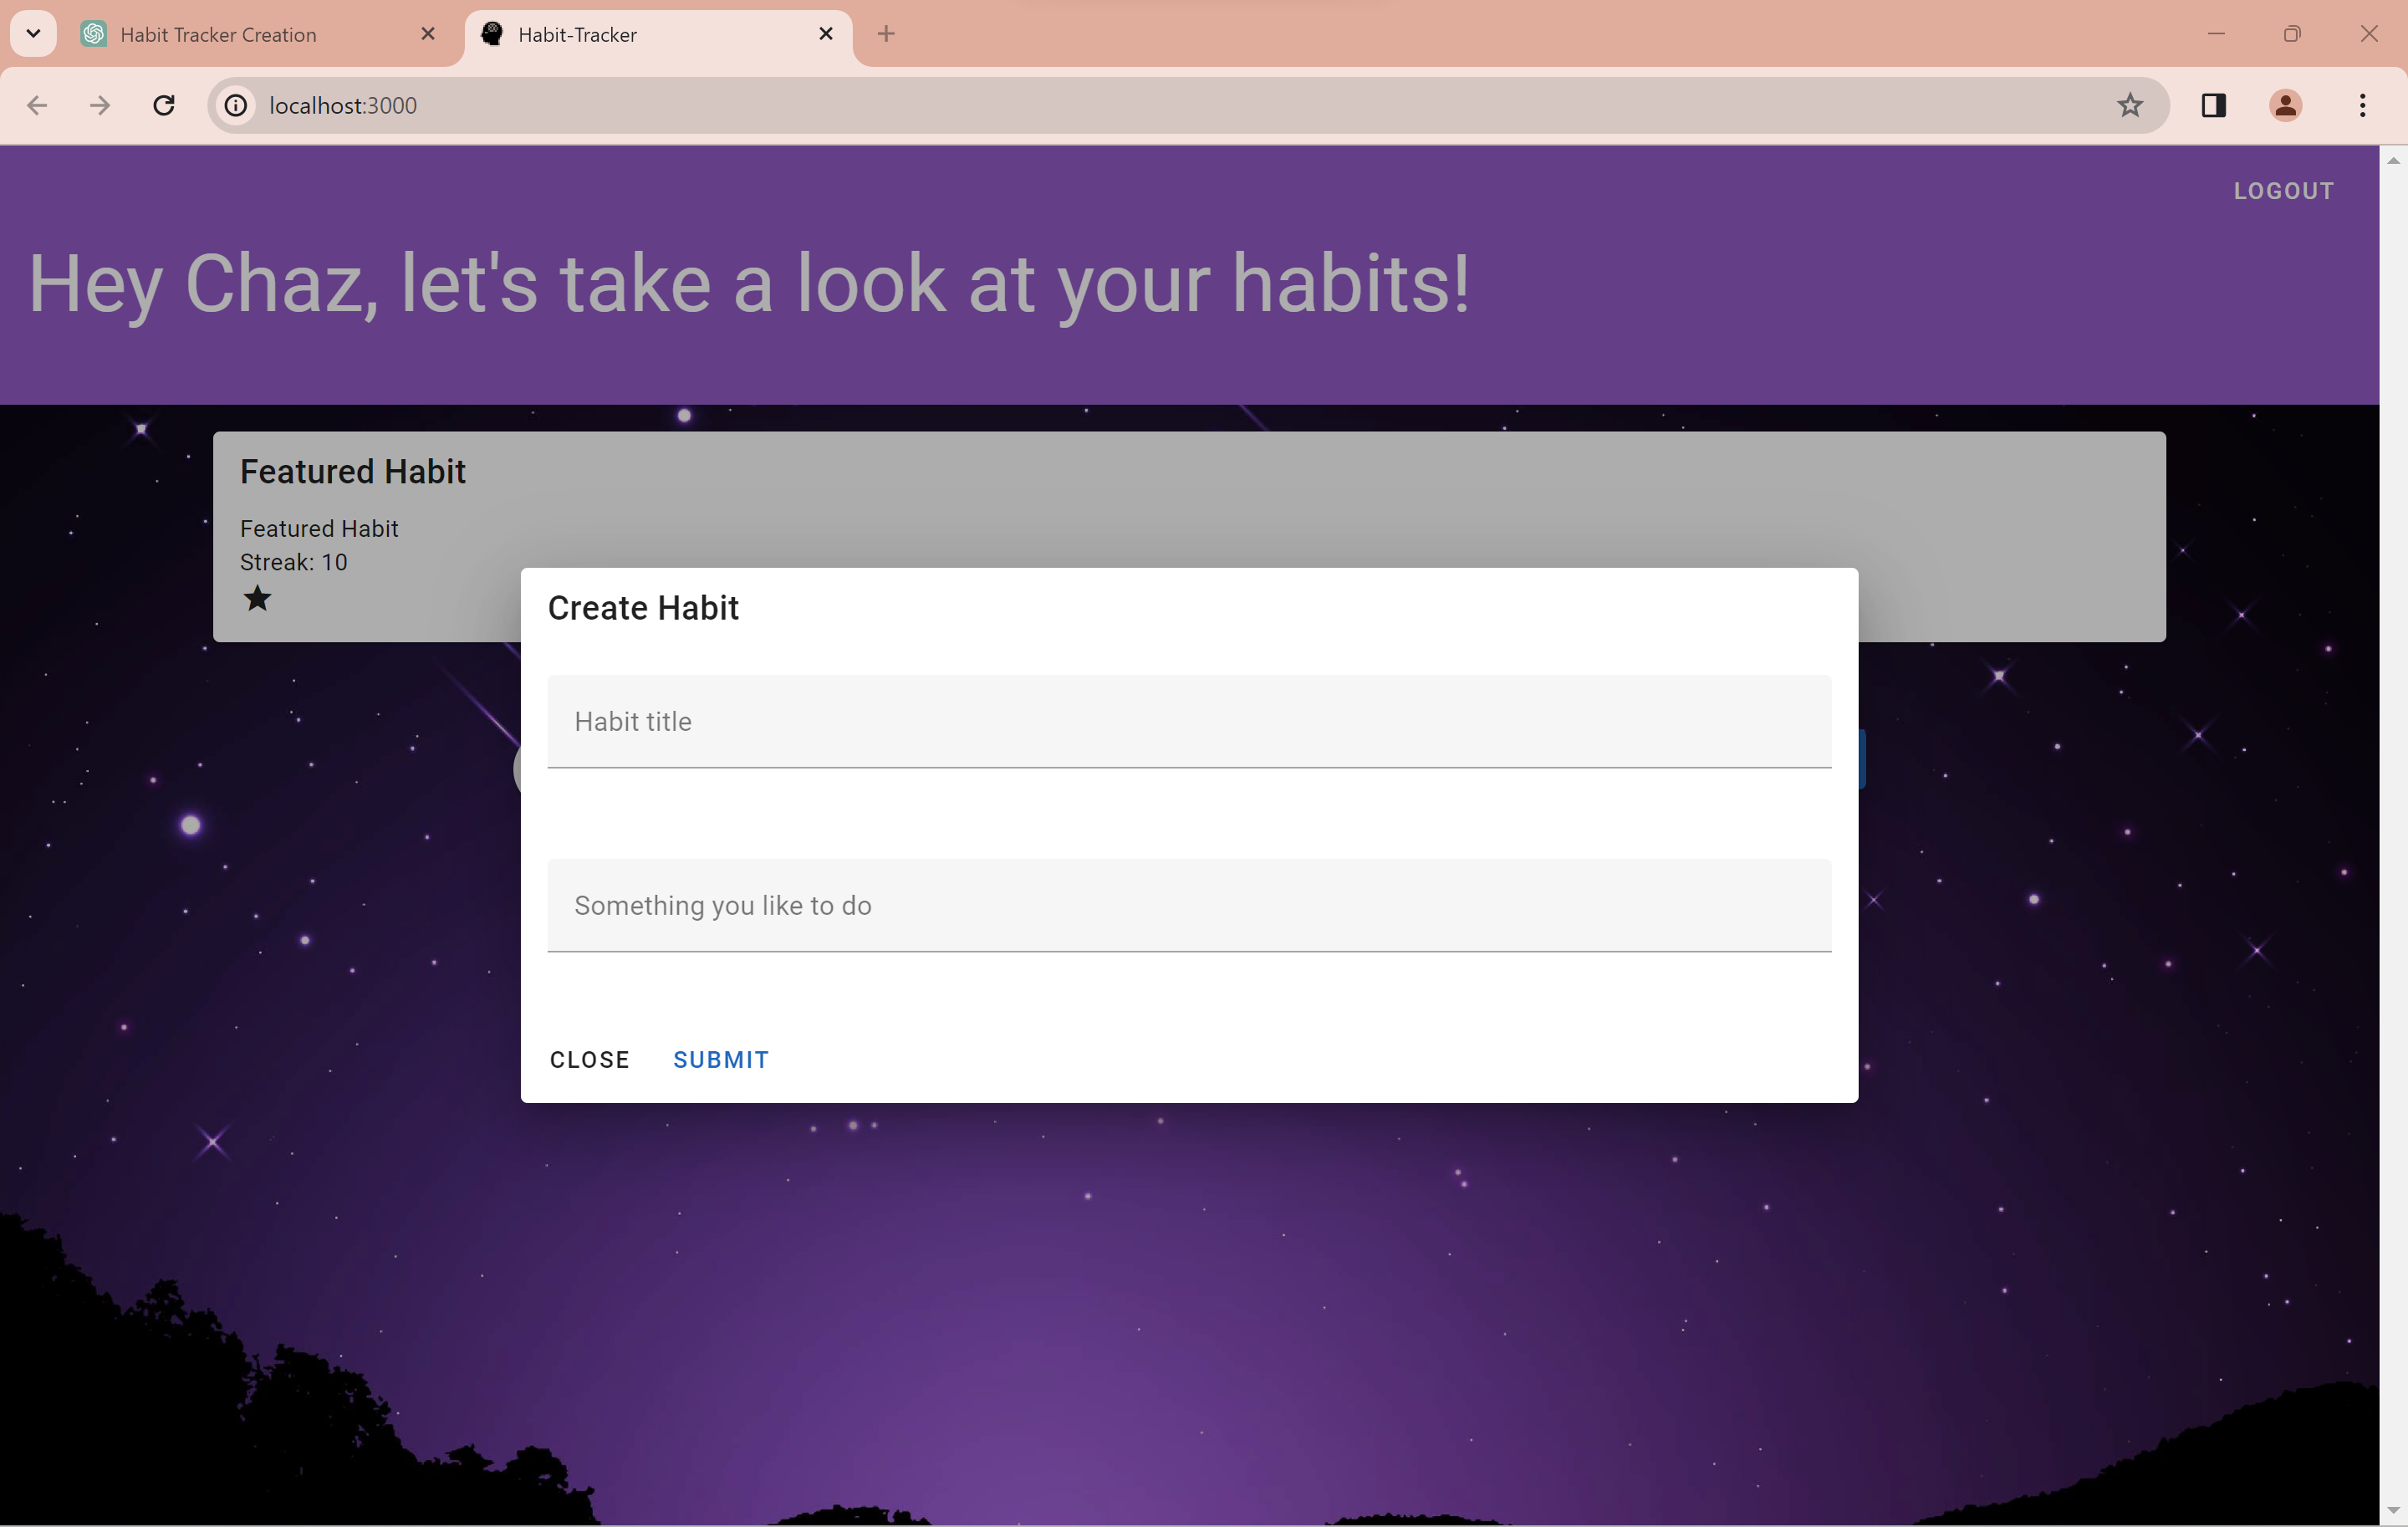 Habit Tracker Creation
Habit-Tracker
localhost:3000
LOGOUT
Hey Chaz, let's take a look at your habits!
Featured Habit
Featured Habit
Streak: 10
Create Habit
Habit title
Something you like to do
CLOSE SUBMIT